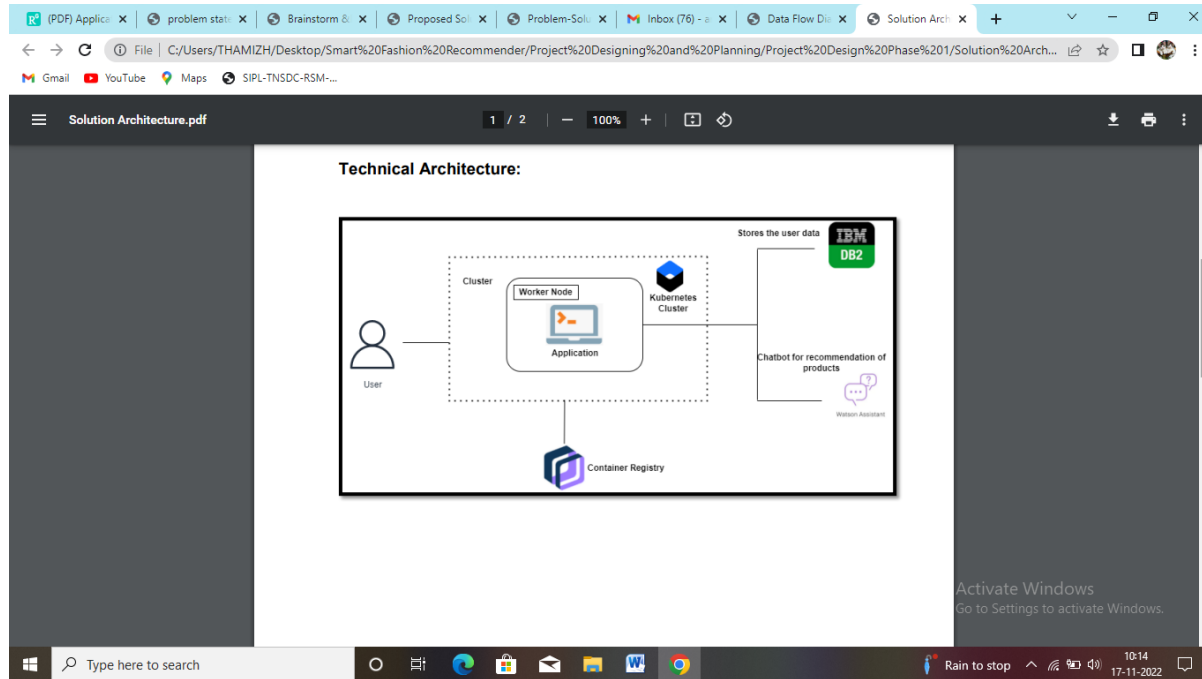 (PDF) Applica
problem state
Brainstorm &
Proposed Sol
Problem-Solu
Inbox (76) - a
Data Flow Dia
Solution Arch
File | C:/Users/THAMIZH/Desktop/Smart%20Fashion%20Recommender/Project%20Designing%20and%20Planning/Project%20Design%20Phase%201/Solution%20Arch...
Gmail
YouTube
Maps
SIPL-TNSDC-RSM-...
Solution Architecture.pdf
1 / 2
100%
Technical Architecture:
Stores the user data
IBM
DB2
Cluster
Worker Node
Kubernetes
Cluster
Application
User
Chatbot for recommendation of
products
Watson Assistant
Container Registry
Activate Windows
Go to Settings to activate Windows.
Type here to search
Rain to stop
10:14
17-11-2022